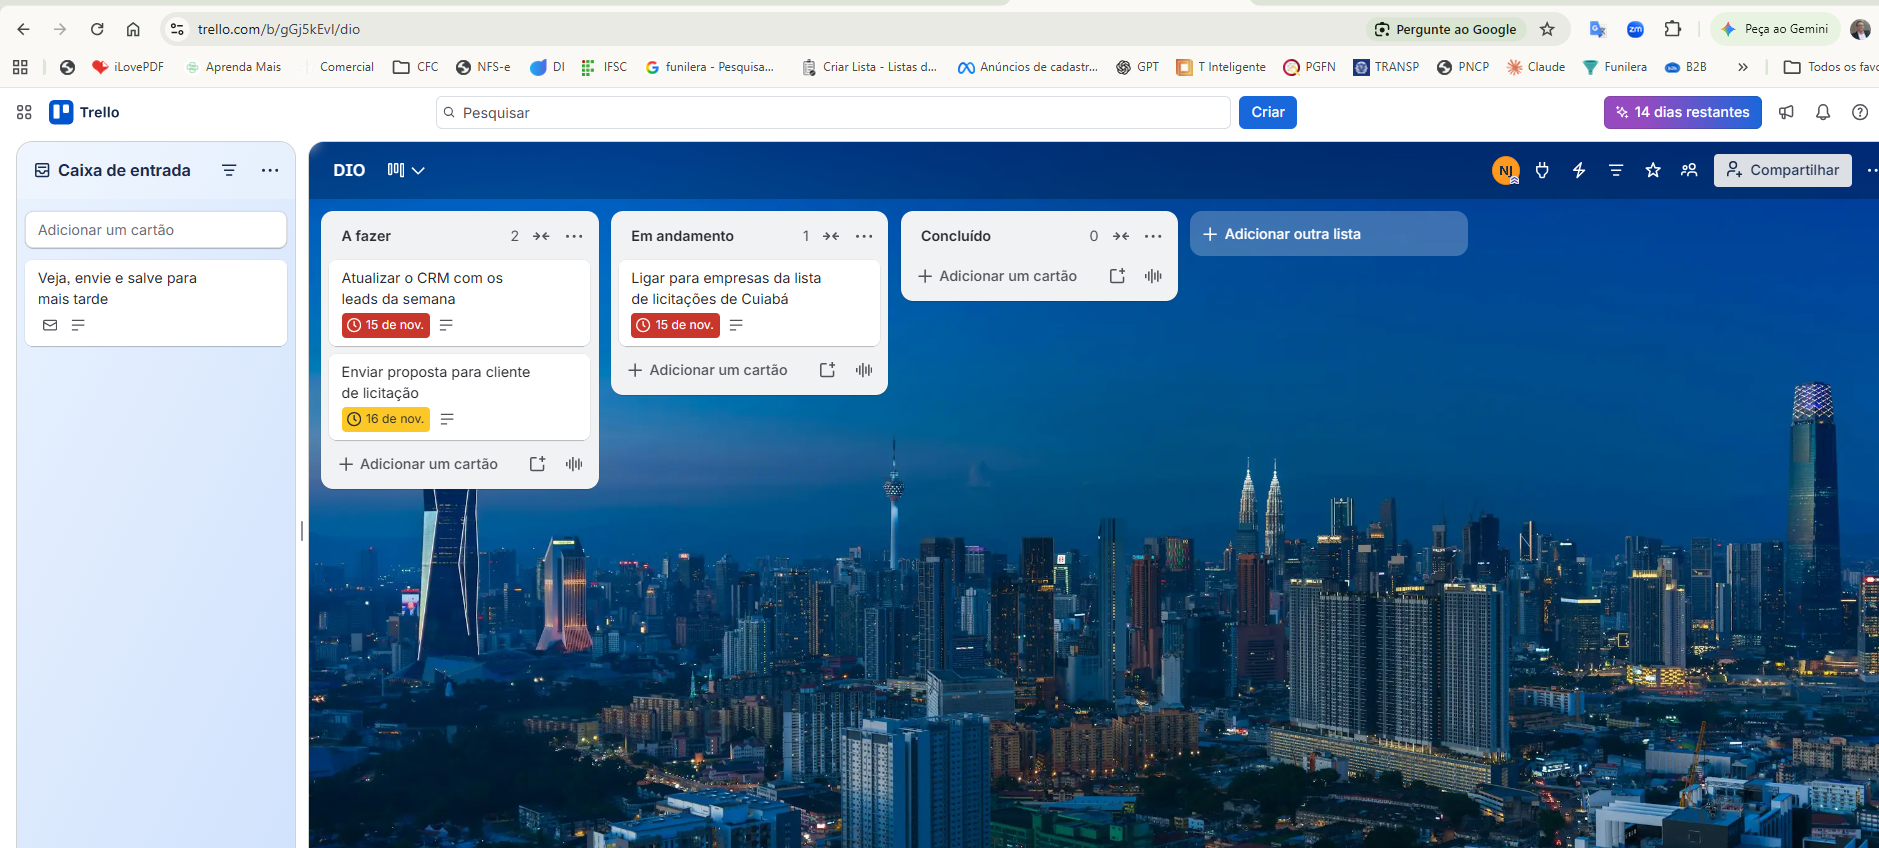 trello.com/b/gGj5kEvI/dio
Pergunte ao Google
zm
Peça ao Gemini
iLovePDF
Aprenda Mais
Comercial
CFC
NFS-e
DI
IFSC
funilera - Pesquisa...
Criar Lista - Listas d...
Anúncios de cadastr...
GPT
T Inteligente
PGFN
TRANSP
PNCP
Claude
Funilera
B2B
Todos os favo
Trello
Pesquisar
Criar
14 dias restantes
Caixa de entrada
Adicionar um cartão
Veja, envie e salve para
mais tarde
DIO
NJ
Compartilhar
A fazer 2
Atualizar o CRM com os
leads da semana
15 de nov.
Enviar proposta para cliente
de licitação
16 de nov.
+ Adicionar um cartão
Em andamento 1
Ligar para empresas da lista
de licitações de Cuiabá
15 de nov.
+ Adicionar um cartão
Concluído 0
+ Adicionar um cartão
+ Adicionar outra lista